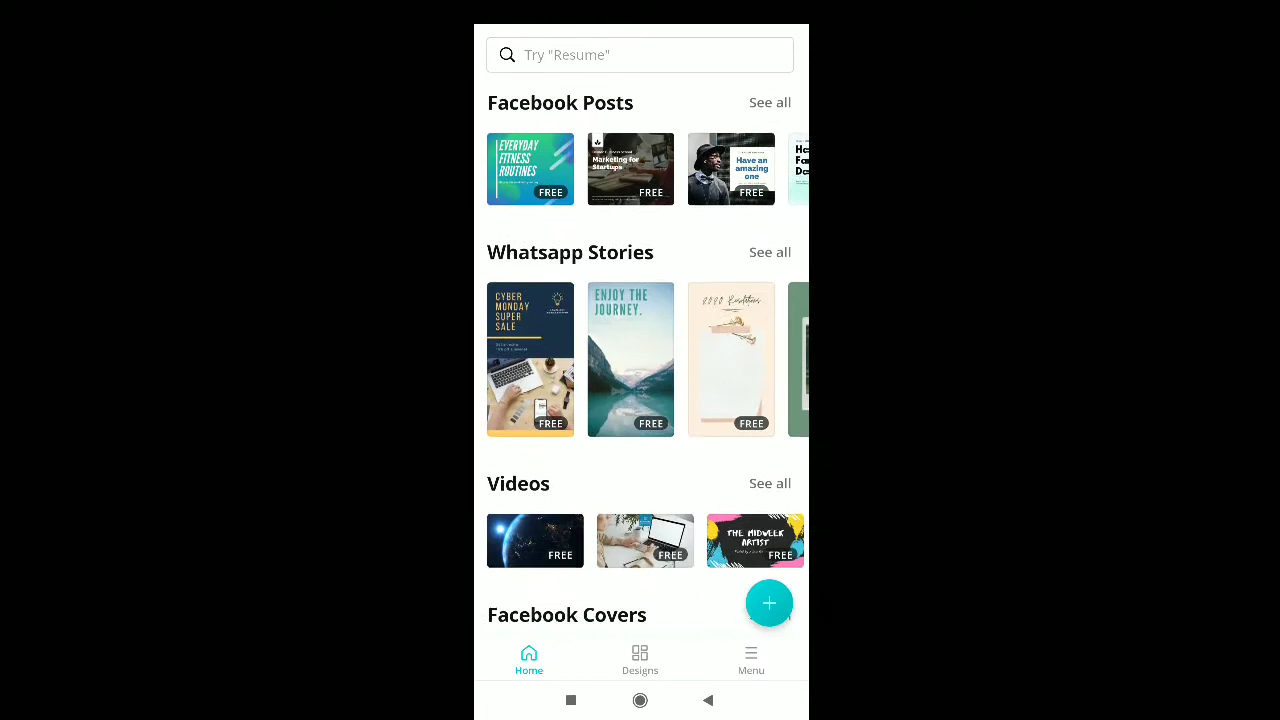 Try "Resume"
Facebook Posts
See all
EVERYDAY
FITNESS
ROUTINES
FREE
Marketing for
Startups
FREE
Have an
amazing
one
FREE
Whatsapp Stories
See all
CYBER
MONDAY
SUPER
SALE
FREE
ENJOY THE
JOURNEY.
FREE
2020 Resolutions
FREE
Videos
See all
FREE
FREE
THE MIDWEEK
ARTIST
FREE
Facebook Covers
Home
Designs
Menu